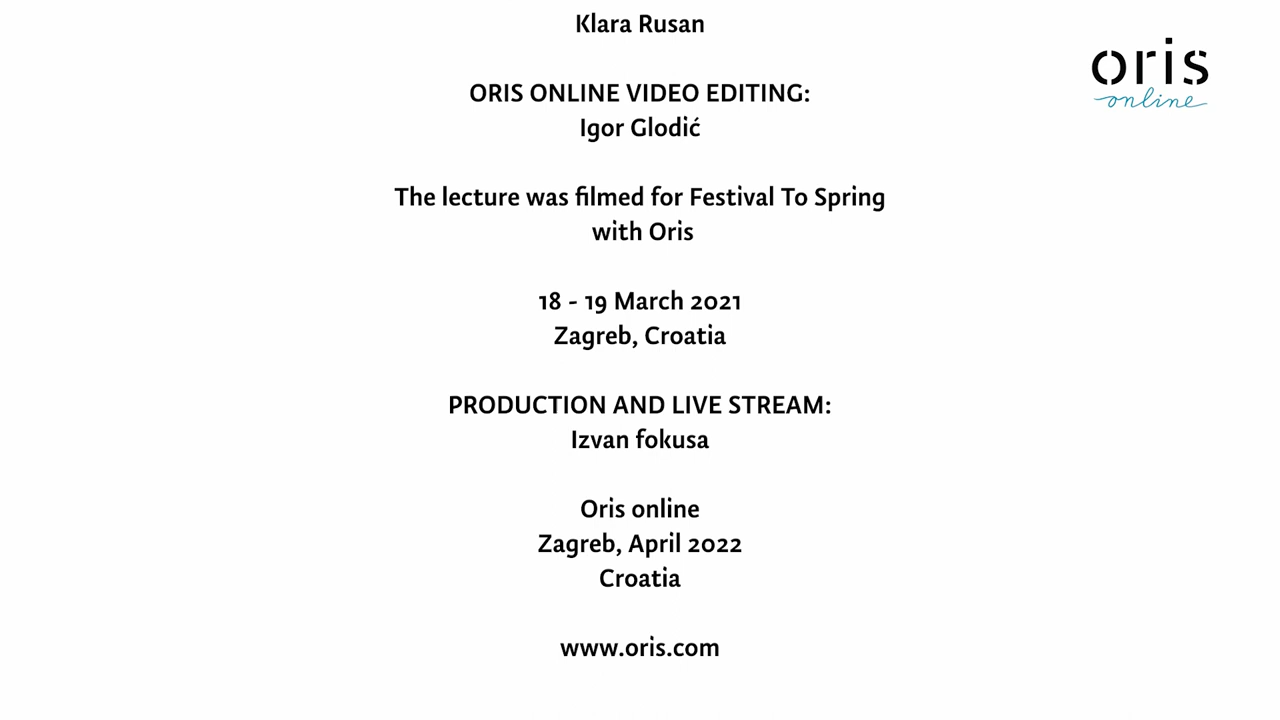 Klara Rusan
oris
online
ORIS ONLINE VIDEO EDITING:
Igor Glodić
The lecture was filmed for Festival To Spring
with Oris
18 - 19 March 2021
Zagreb, Croatia
PRODUCTION AND LIVE STREAM:
Izvan fokusa
Oris online
Zagreb, April 2022
Croatia
www.oris.com